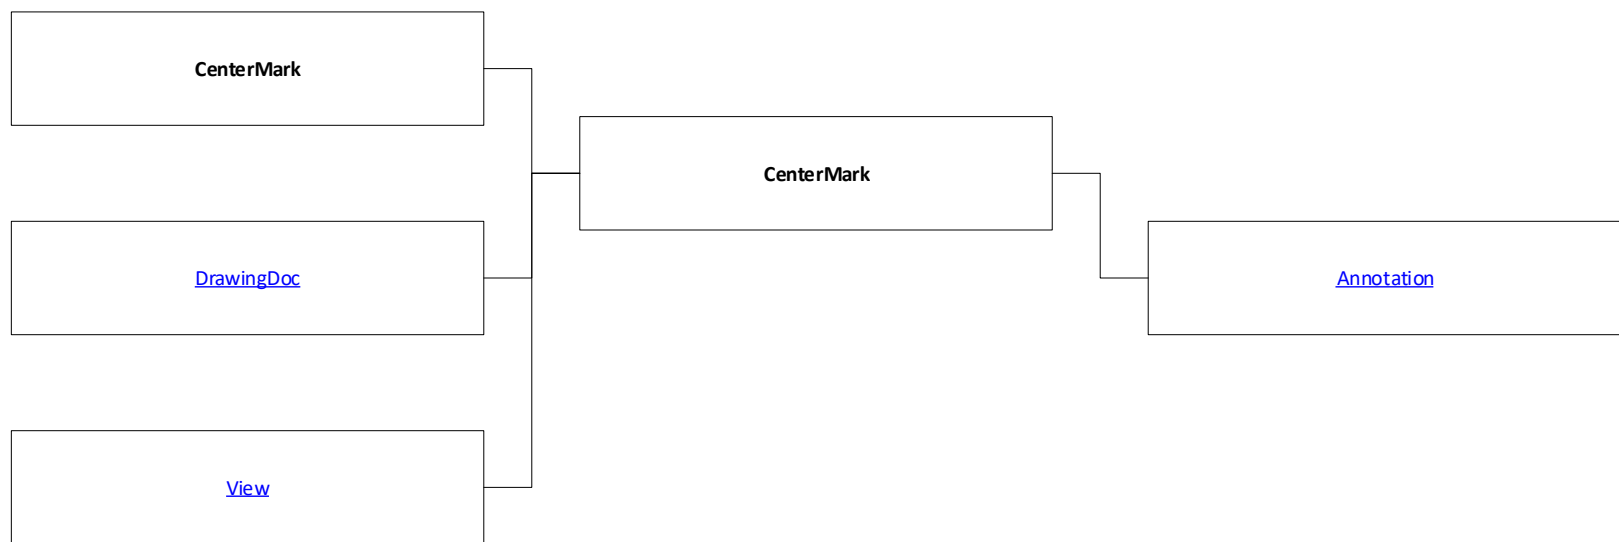 CenterMark
CenterMark
DrawingDoc
Annotation
View